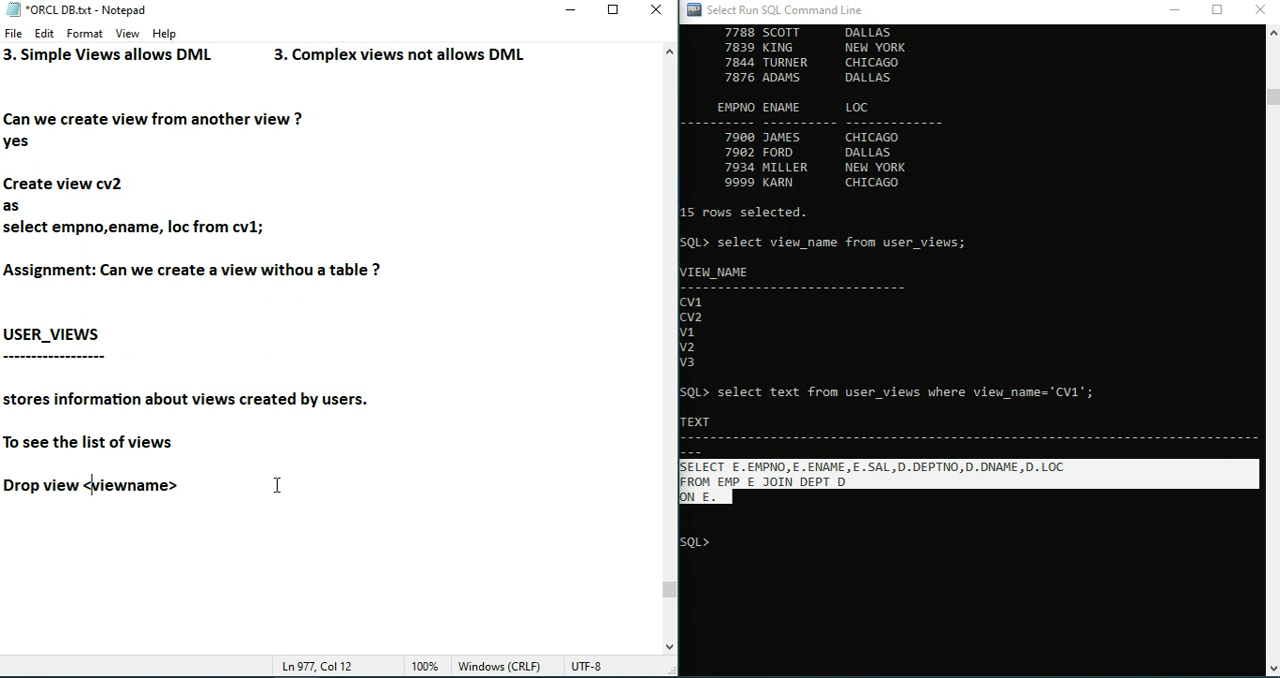 *ORCL DB.txt - Notepad
File Edit Format View Help
3. Simple Views allows DML 3. Complex views not allows DML
Can we create view from another view ?
yes
Create view cv2
as
select empno,ename, loc from cv1;
Assignment: Can we create a view withou a table ?
USER_VIEWS
------------------
stores information about views created by users.
To see the list of views
Drop view <viewname>
Ln 977, Col 12 100% Windows (CRLF) UTF-8
Select Run SQL Command Line
7788 SCOTT DALLAS
7839 KING NEW YORK
7844 TURNER CHICAGO
7876 ADAMS DALLAS
EMPNO ENAME LOC
---------- ---------- -------------
7900 JAMES CHICAGO
7902 FORD DALLAS
7934 MILLER NEW YORK
9999 KARN CHICAGO
15 rows selected.
SQL> select view_name from user_views;
VIEW_NAME
------------------------------
CV1
CV2
V1
V2
V3
SQL> select text from user_views where view_name='CV1';
TEXT
-----------------------------------------------------------------------------
---
SELECT E.EMPNO,E.ENAME,E.SAL,D.DEPTNO,D.DNAME,D.LOC
FROM EMP E JOIN DEPT D
ON E.
SQL>